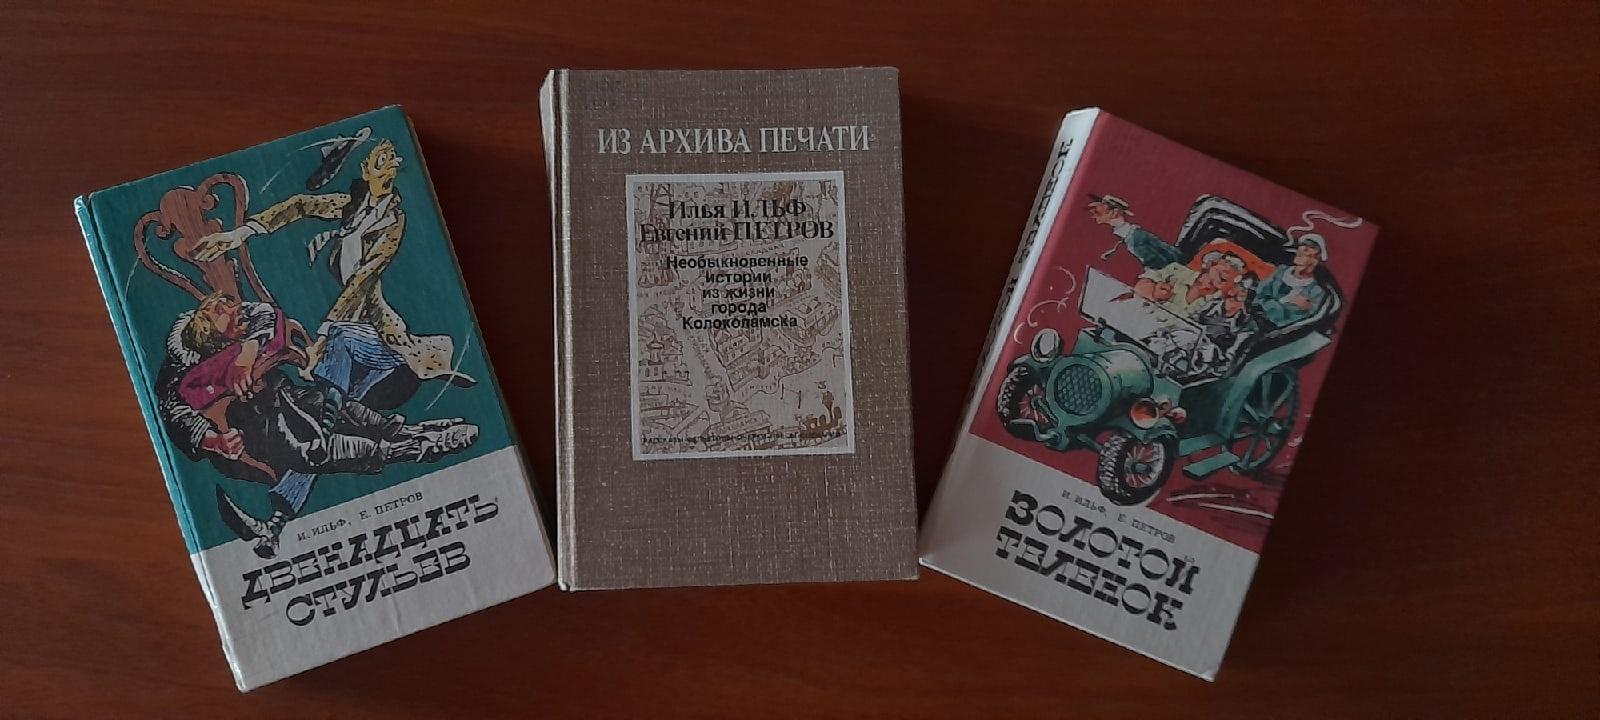 И. ИЛЬФ, Е. ПЕТРОВ
ДВЕНАДЦАТЬ
СТУЛЬЕВ
ИЗ АРХИВА ПЕЧАТИ
Илья ИЛЬФ
Евгений ПЕТРОВ
Необыкновенные
истории
из жизни
города
Колоколамска
И. ИЛЬФ, Е. ПЕТРОВ
ЗОЛОТОЙ
ТЕЛЕНОК